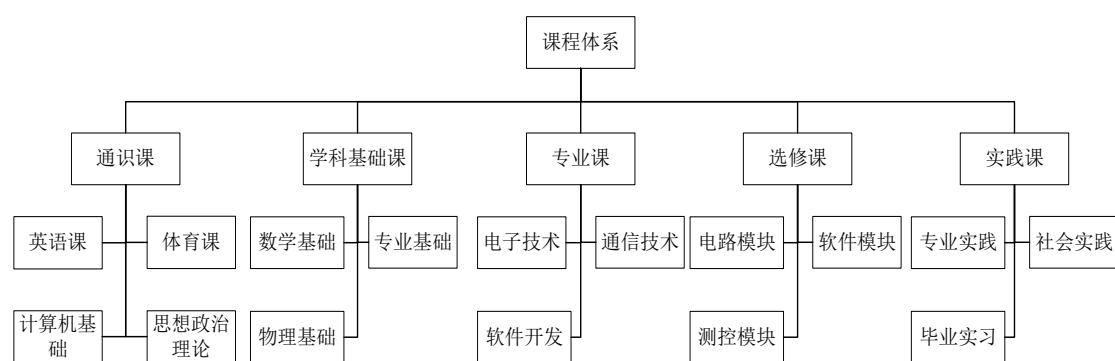 课程体系
通识课
学科基础课
专业课
选修课
实践课
英语课
体育课
数学基础
专业基础
电子技术
通信技术
电路模块
软件模块
专业实践
社会实践
计算机基
础
思想政治
理论
物理基础
软件开发
测控模块
毕业实习